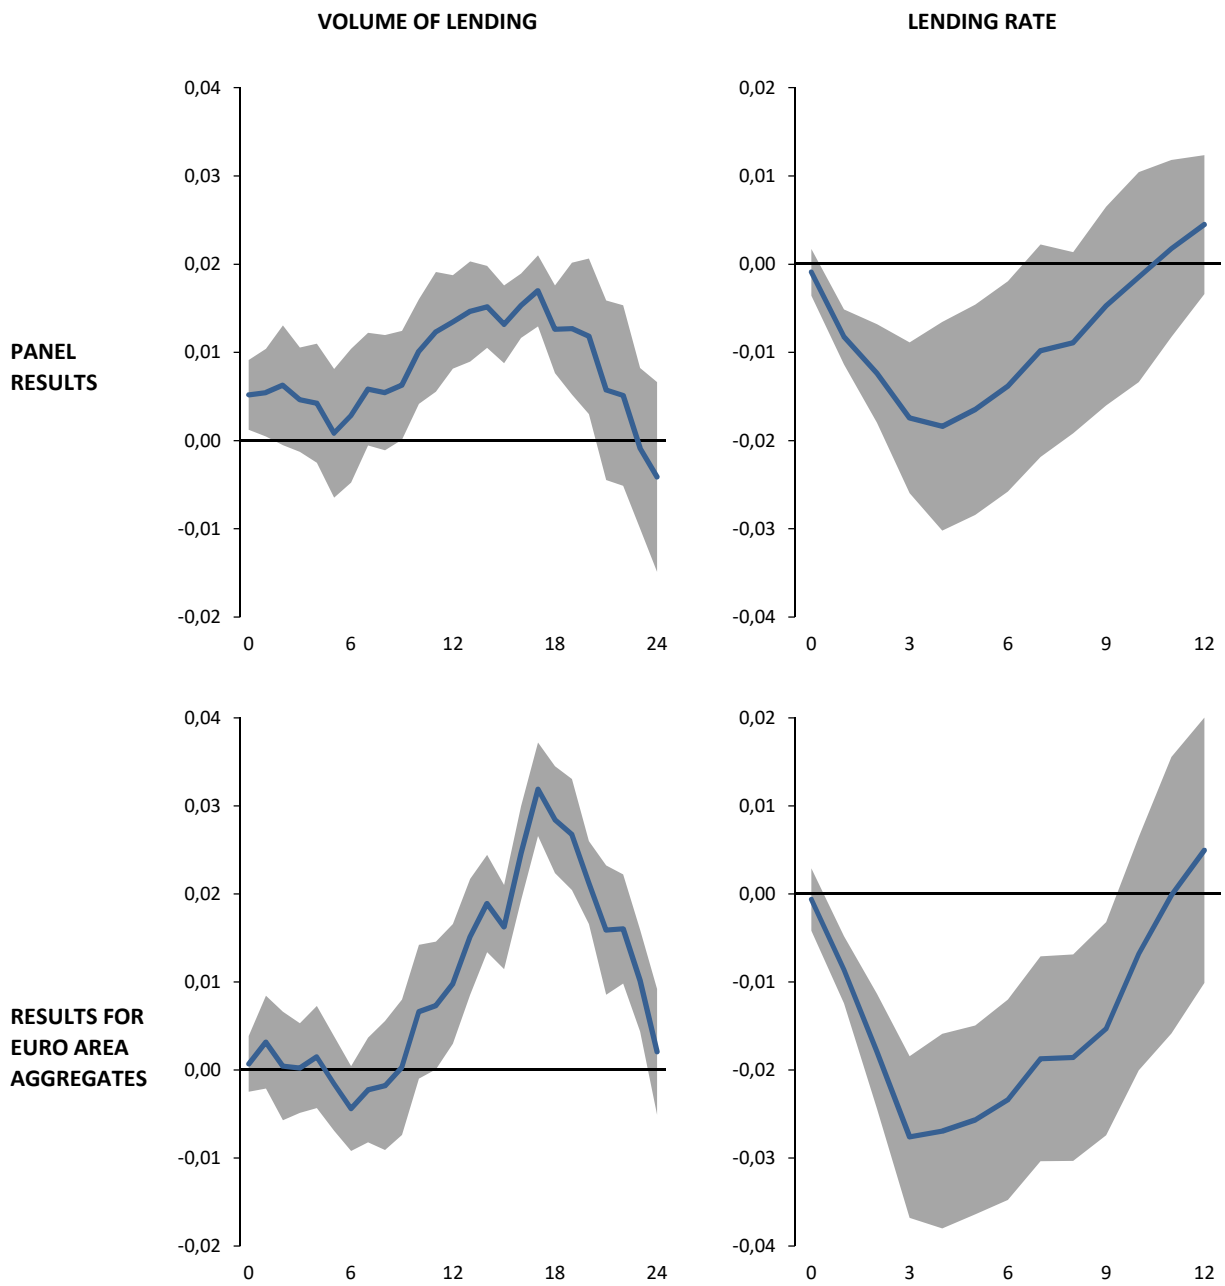 VOLUME OF LENDING
LENDING RATE
PANEL
RESULTS
0,04
0,03
0,02
0,01
0,00
-0,01
-0,02
0 6 12 18 24
0,02
0,01
0,00
-0,01
-0,02
-0,03
-0,04
0 3 6 9 12
RESULTS FOR
EURO AREA
AGGREGATES
0,04
0,03
0,02
0,01
0,00
-0,01
-0,02
0 6 12 18 24
0,02
0,01
0,00
-0,01
-0,02
-0,03
-0,04
0 3 6 9 12